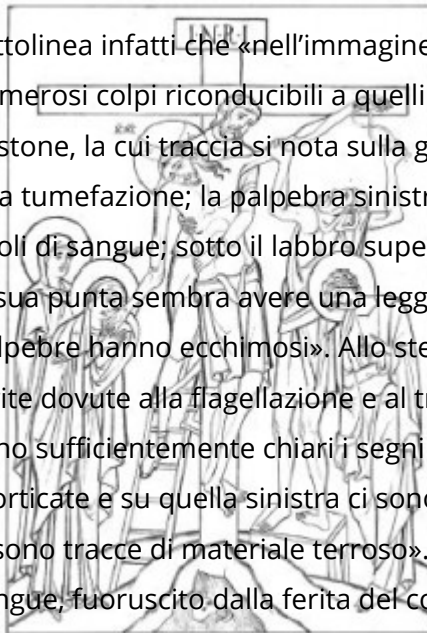 I·N·R·I
ttolinea infatti che «nell'immagine
merosi colpi riconducibili a quelli
stone, la cui traccia si nota sulla g
a tumefazione; la palpebra sinistr
oli di sangue; sotto il labbro supe
sua punta sembra avere una legg
lpebre hanno ecchimosi». Allo ste
ite dovute alla flagellazione e al tr
no sufficientemente chiari i segni
orticate e su quella sinistra ci sono
sono tracce di materiale terroso».
ngue, fuoruscito dalla ferita del co